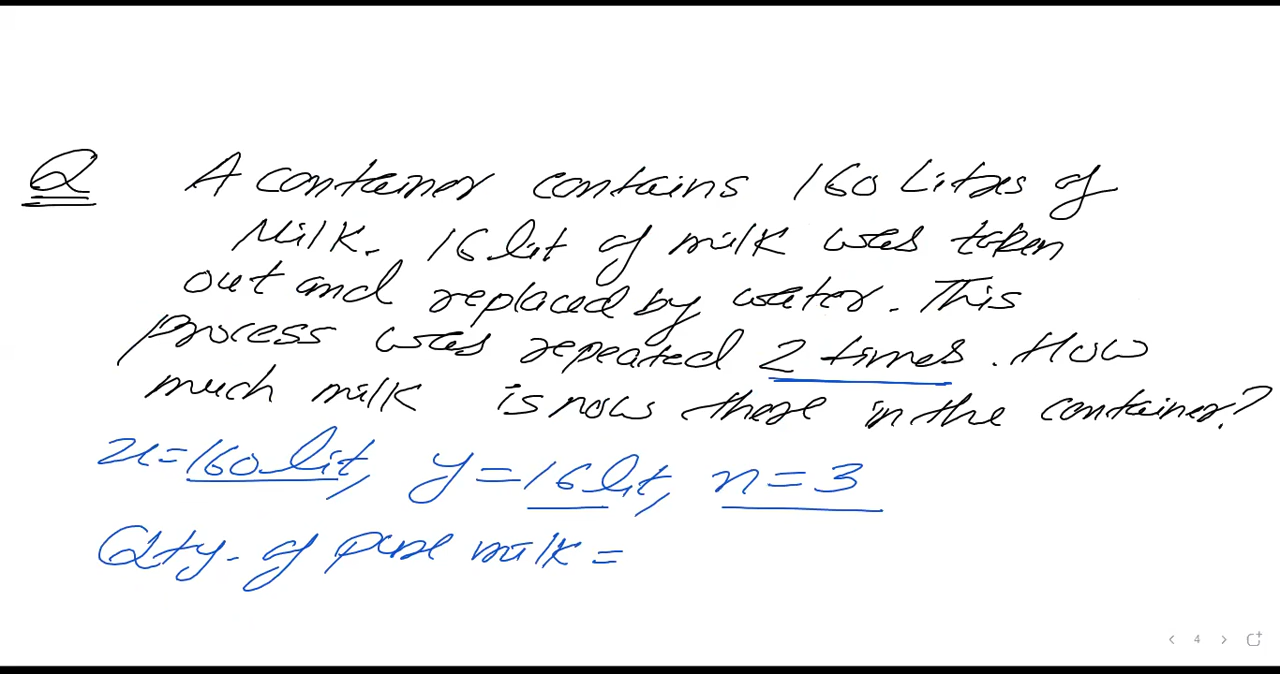 Q A container contains 160 Litres of
Milk. 16 lit of milk was taken
out and replaced by water. This
process was repeated 2 times. How
much milk is now there in the container?
x=160 lit, y=16 lit, n=3
Qty. of pure milk =
4